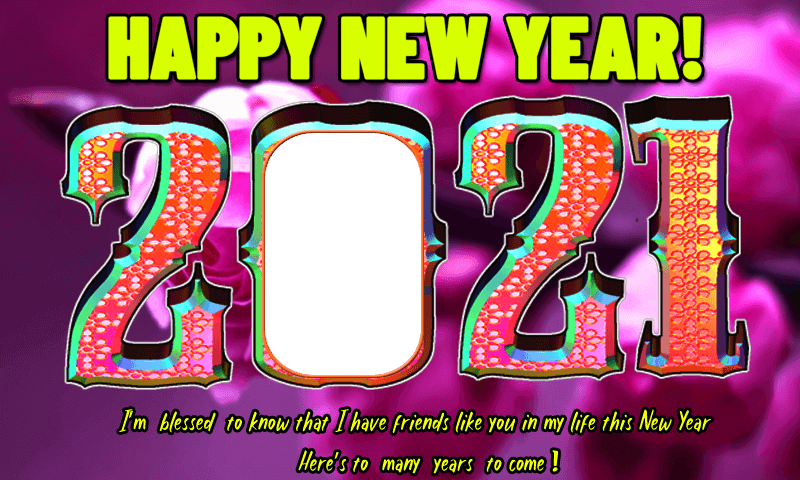 HAPPY NEW YEAR!
2021
I'm blessed to know that I have friends like you in my life this New Year
Here's to many years to come!